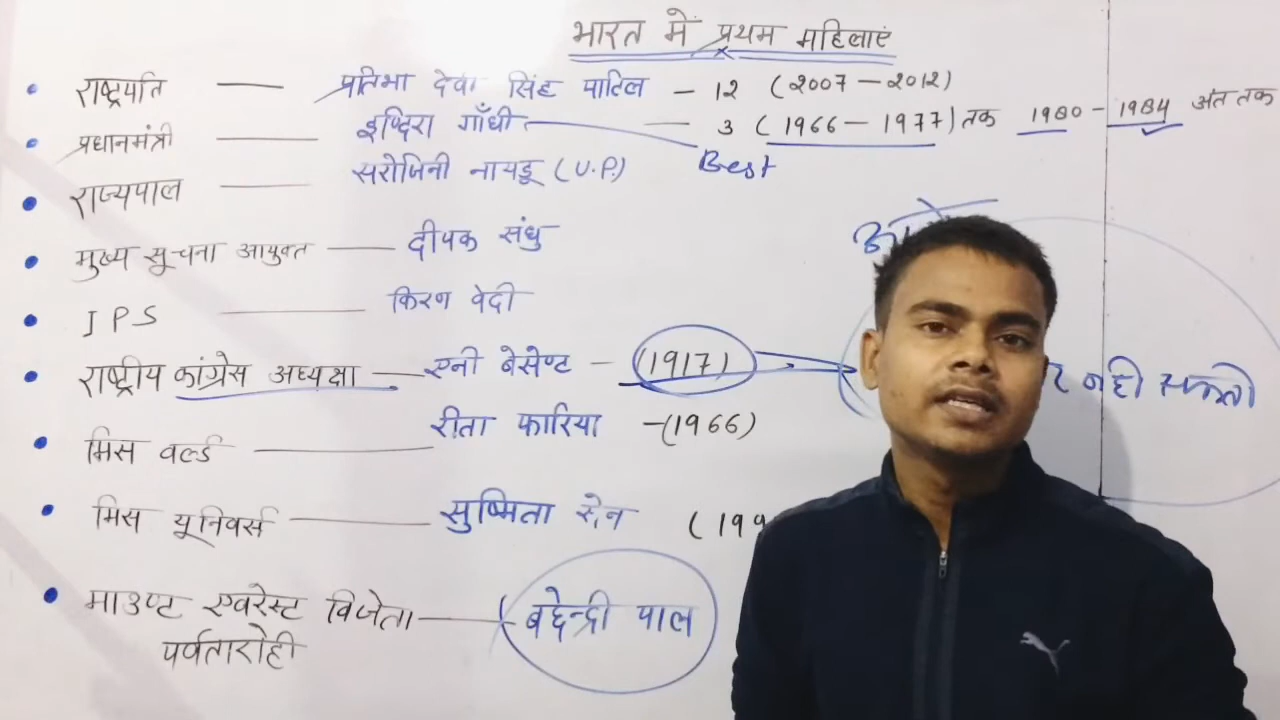 भारत में प्रथम महिलाएं
राष्ट्रपति — प्रतिभा देवी सिंह पाटिल — 12 (2007 — 2012)
प्रधानमंत्री — इन्दिरा गाँधी — 3 (1966 — 1977) तक 1980 - 1984 अंत तक
Best
राज्यपाल — सरोजिनी नायडू (U.P.)
मुख्य सूचना आयुक्त — दीपक संधु
IPS — किरण वेदी
राष्ट्रीय कांग्रेस अध्यक्षा — एनी बेसेण्ट — (1917)
नही सकतो
मिस वर्ल्ड — रीता फारिया - (1966)
मिस यूनिवर्स — सुष्मिता सेन (199
माउण्ट एवरेस्ट विजेता — बछेन्द्री पाल
पर्वतारोही